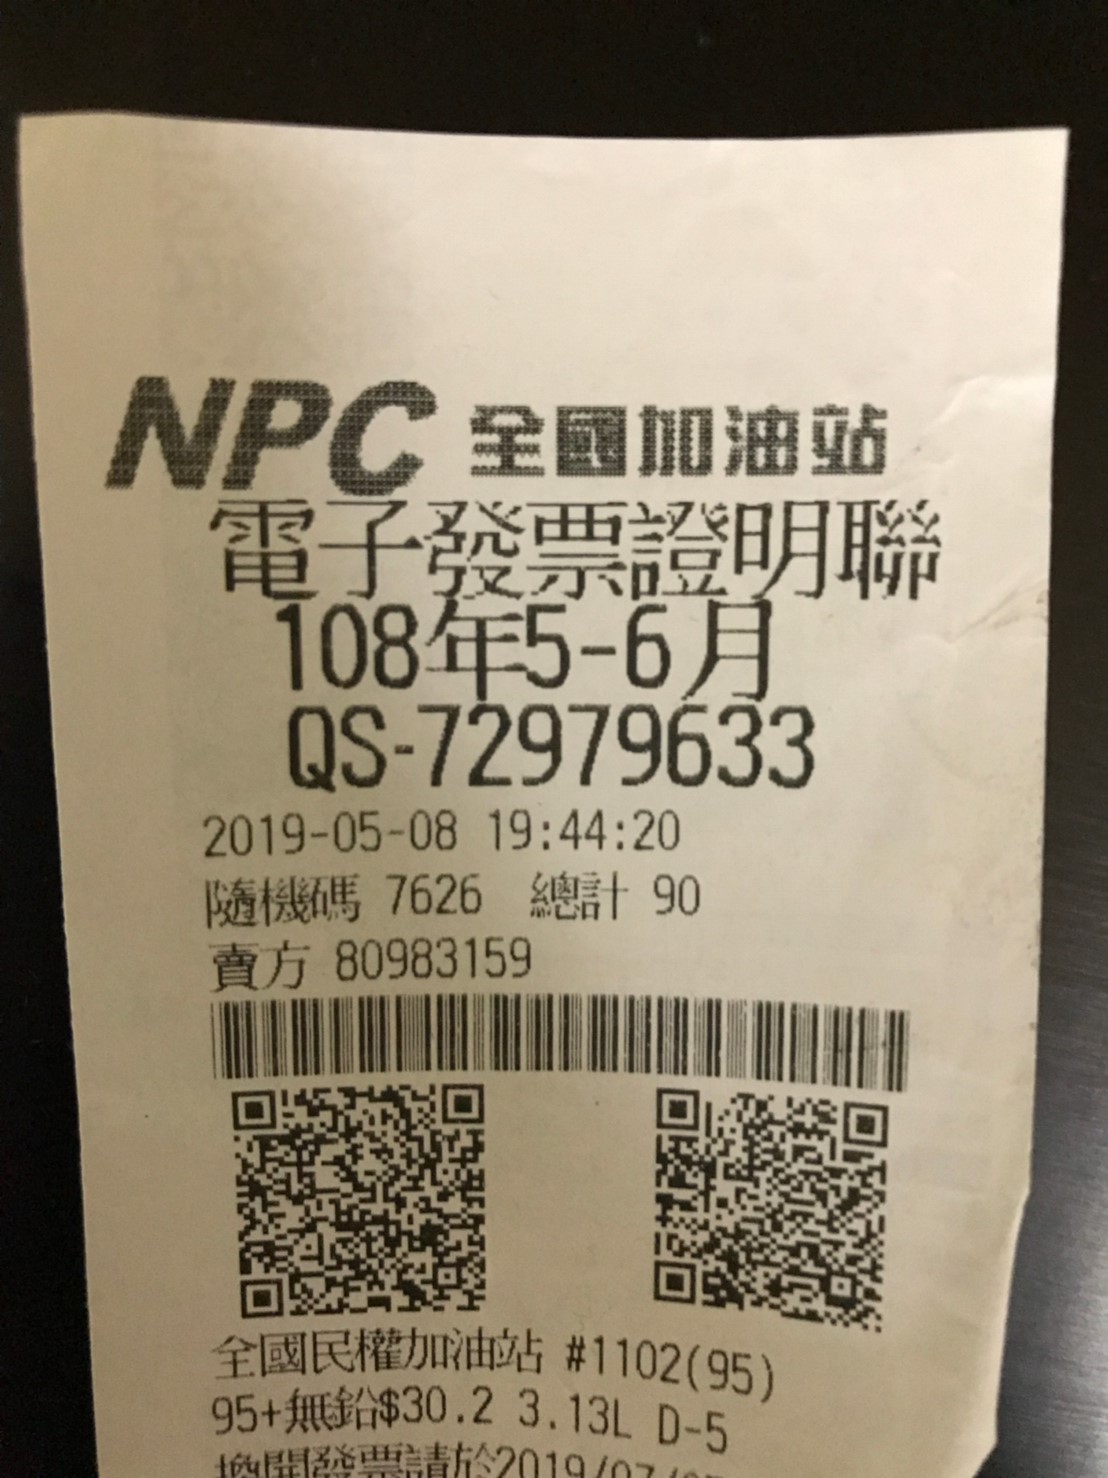 NPC 全國加油站
電子發票證明聯
108年5-6月
QS-72979633
2019-05-08 19:44:20
隨機碼 7626 總計 90
賣方 80983159
全國民權加油站 #1102(95)
95+無鉛$30.2 3.13L D-5
換開發票請於2019/07/